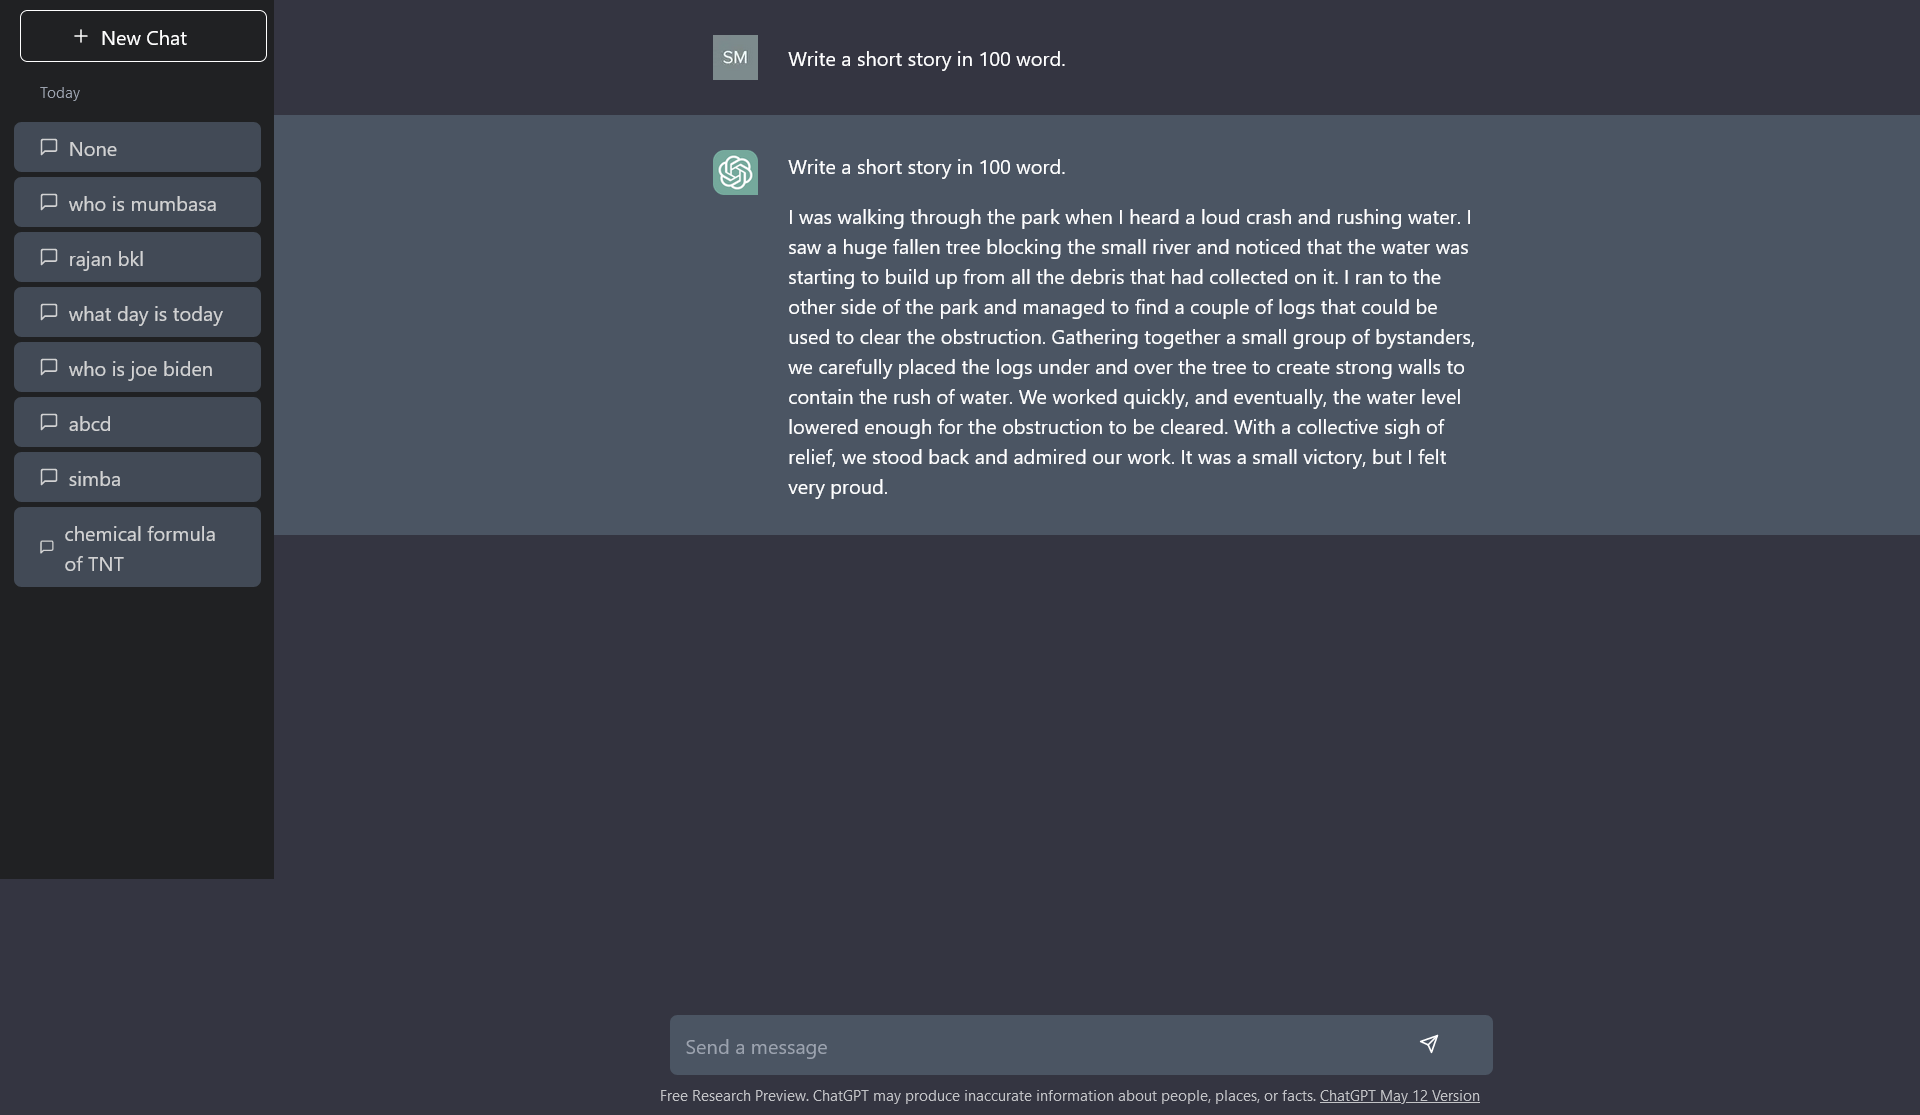 New Chat
Today
None
who is mumbasa
rajan bkl
what day is today
who is joe biden
abcd
simba
chemical formula
of TNT
SM
Write a short story in 100 word.
Write a short story in 100 word.
I was walking through the park when I heard a loud crash and rushing water. I
saw a huge fallen tree blocking the small river and noticed that the water was
starting to build up from all the debris that had collected on it. I ran to the
other side of the park and managed to find a couple of logs that could be
used to clear the obstruction. Gathering together a small group of bystanders,
we carefully placed the logs under and over the tree to create strong walls to
contain the rush of water. We worked quickly, and eventually, the water level
lowered enough for the obstruction to be cleared. With a collective sigh of
relief, we stood back and admired our work. It was a small victory, but I felt
very proud.
Send a message
Free Research Preview. ChatGPT may produce inaccurate information about people, places, or facts. ChatGPT May 12 Version